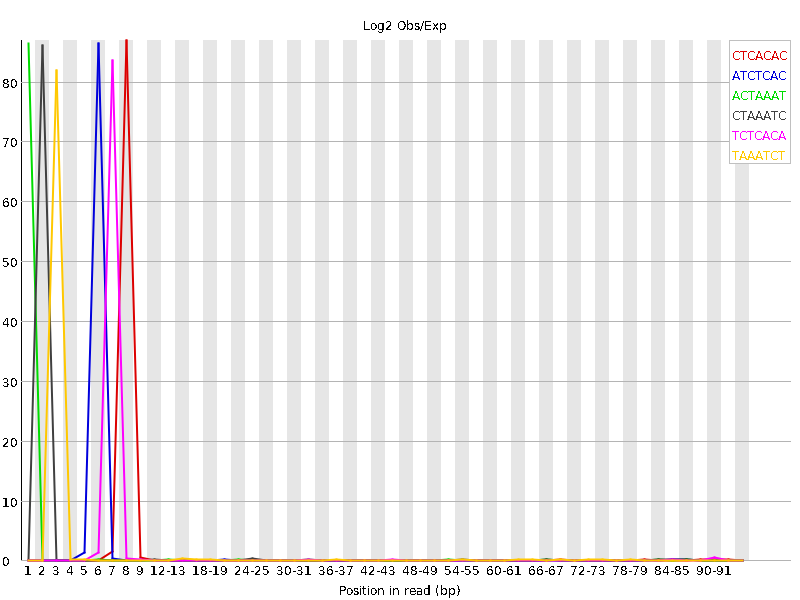 Log2 Obs/Exp
CTCACAC
ATCTCAC
ACTAAAT
CTAAATC
TCTCACA
TAAATCT
80
70
60
50
40
30
20
10
0
1 2 3 4 5 6 7 8 9 12-13 18-19 24-25 30-31 36-37 42-43 48-49 54-55 60-61 66-67 72-73 78-79 84-85 90-91
Position in read (bp)